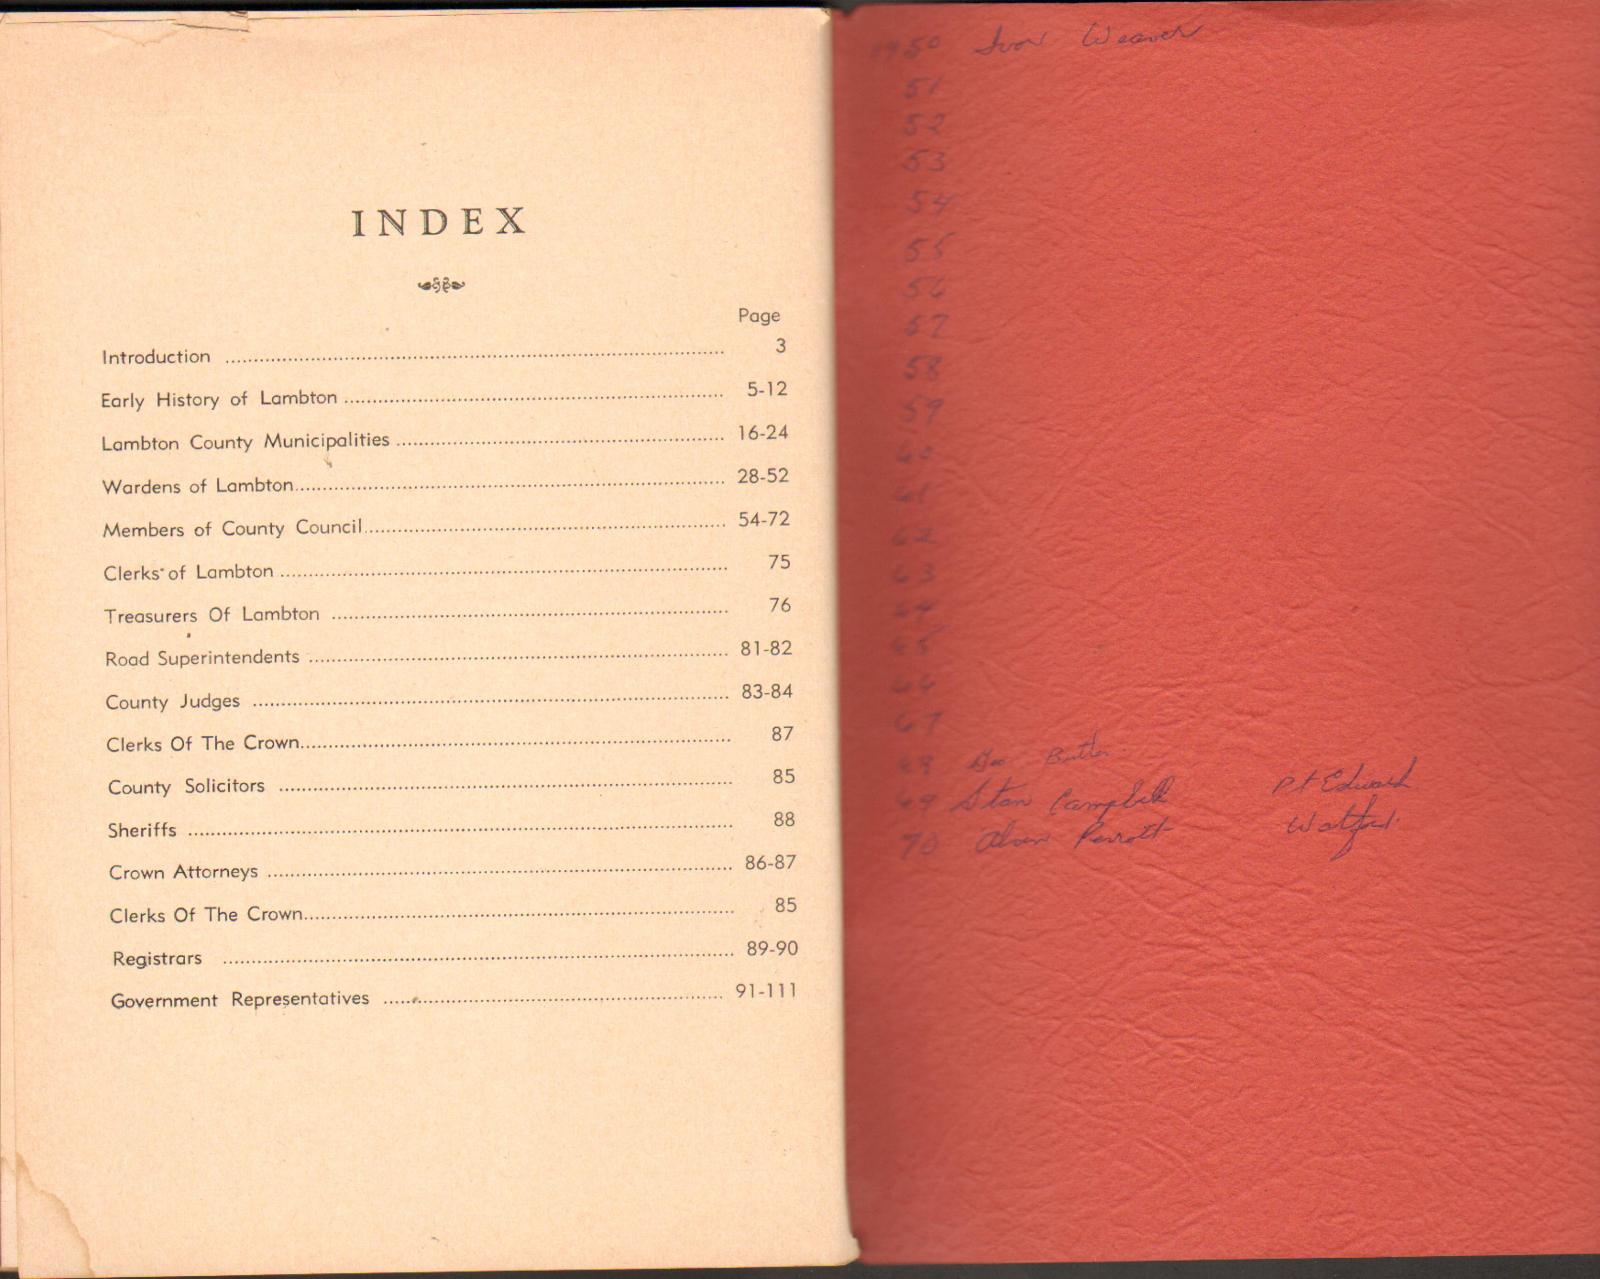 INDEX
Page
Introduction 3
Early History of Lambton 5-12
Lambton County Municipalities 16-24
Wardens of Lambton 28-52
Members of County Council 54-72
Clerks of Lambton 75
Treasurers Of Lambton 76
Road Superintendents 81-82
County Judges 83-84
Clerks Of The Crown 87
County Solicitors 85
Sheriffs 88
Crown Attorneys 86-87
Clerks Of The Crown 85
Registrars 89-90
Government Representatives 91-111
1950 Ivor Weaver
51
52
53
54
55
56
57
58
59
60
61
62
63
64
65
66
67
68 Geo Butler
69 Stan Campbell Pt Edward
70 Alvin Perrott Watford